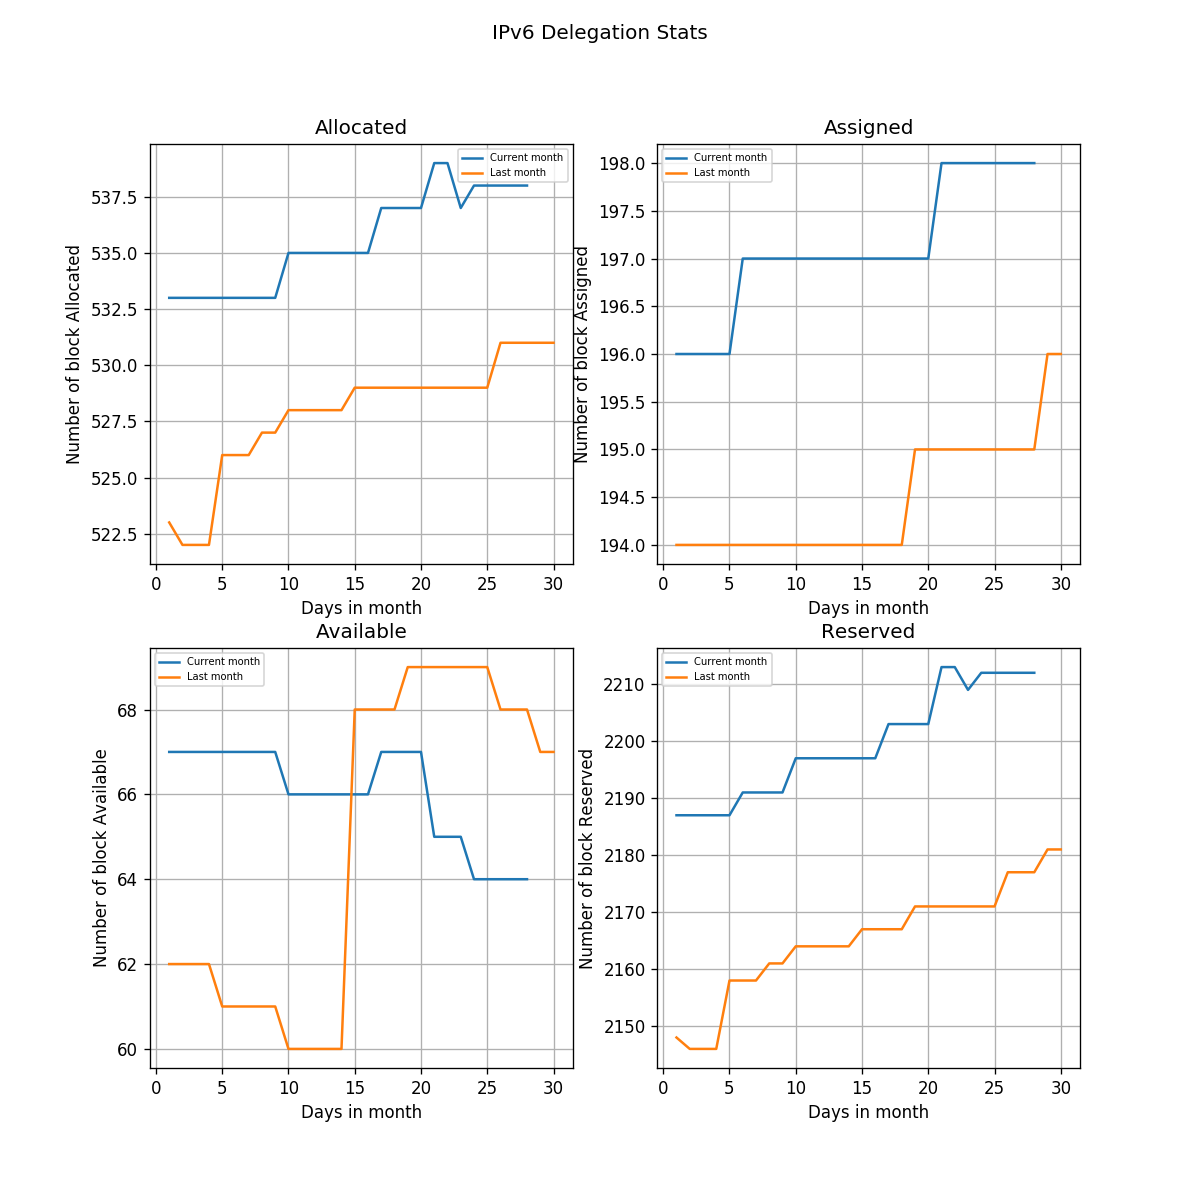 IPv6 Delegation Stats
Allocated
Current month
Last month
537.5
535.0
532.5
530.0
527.5
525.0
522.5
Number of block Allocated
0 5 10 15 20 25 30
Days in month
Assigned
Current month
Last month
198.0
197.5
197.0
196.5
196.0
195.5
195.0
194.5
194.0
Number of block Assigned
0 5 10 15 20 25 30
Days in month
Available
Current month
Last month
68
66
64
62
60
Number of block Available
0 5 10 15 20 25 30
Days in month
Reserved
Current month
Last month
2210
2200
2190
2180
2170
2160
2150
Number of block Reserved
0 5 10 15 20 25 30
Days in month